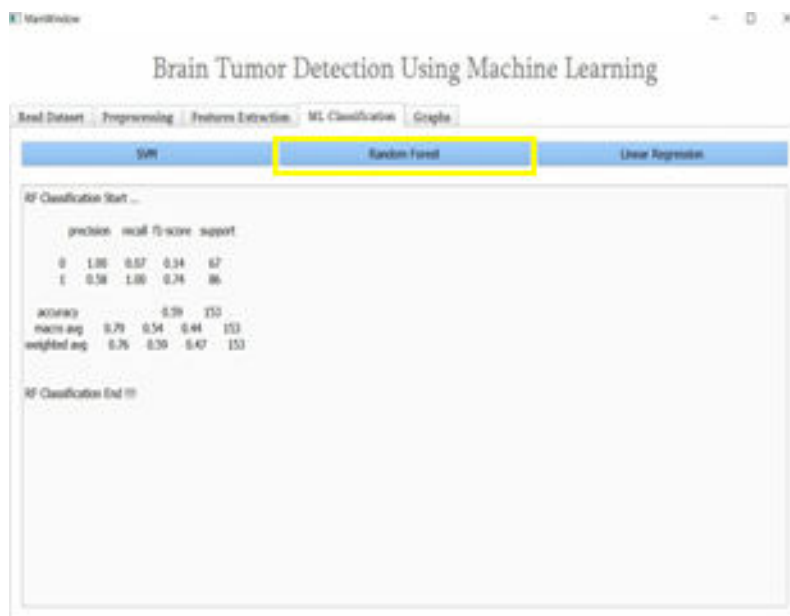 MainWindow
Brain Tumor Detection Using Machine Learning
Read Dataset Preprocessing Features Extraction ML Classification Graphs
SVM Random Forest Linear Regression
RF Classification Start ...
precision recall f1-score support
0 1.00 0.07 0.14 67
1 0.58 1.00 0.74 86
accuracy 0.59 153
macro avg 0.79 0.54 0.44 153
weighted avg 0.76 0.59 0.47 153
RF Classification End !!!